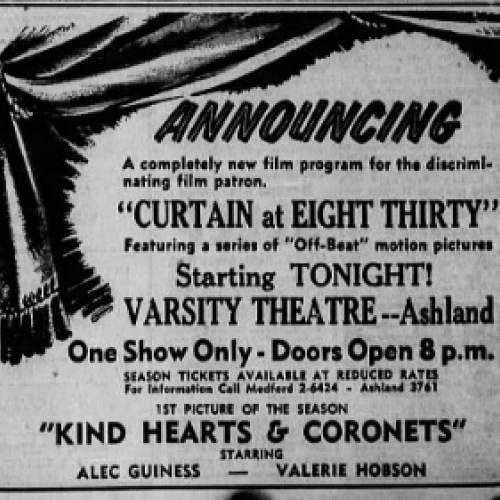 ANNOUNCING
A completely new film program for the discrimi-
nating film patron.
"CURTAIN at EIGHT THIRTY"
Featuring a series of "Off-Beat" motion pictures
Starting TONIGHT!
VARSITY THEATRE--Ashland
One Show Only - Doors Open 8 p.m.
SEASON TICKETS AVAILABLE AT REDUCED RATES
For Information Call Medford 2-6424 - Ashland 3761
1ST PICTURE OF THE SEASON
"KIND HEARTS & CORONETS"
STARRING
ALEC GUINESS — VALERIE HOBSON